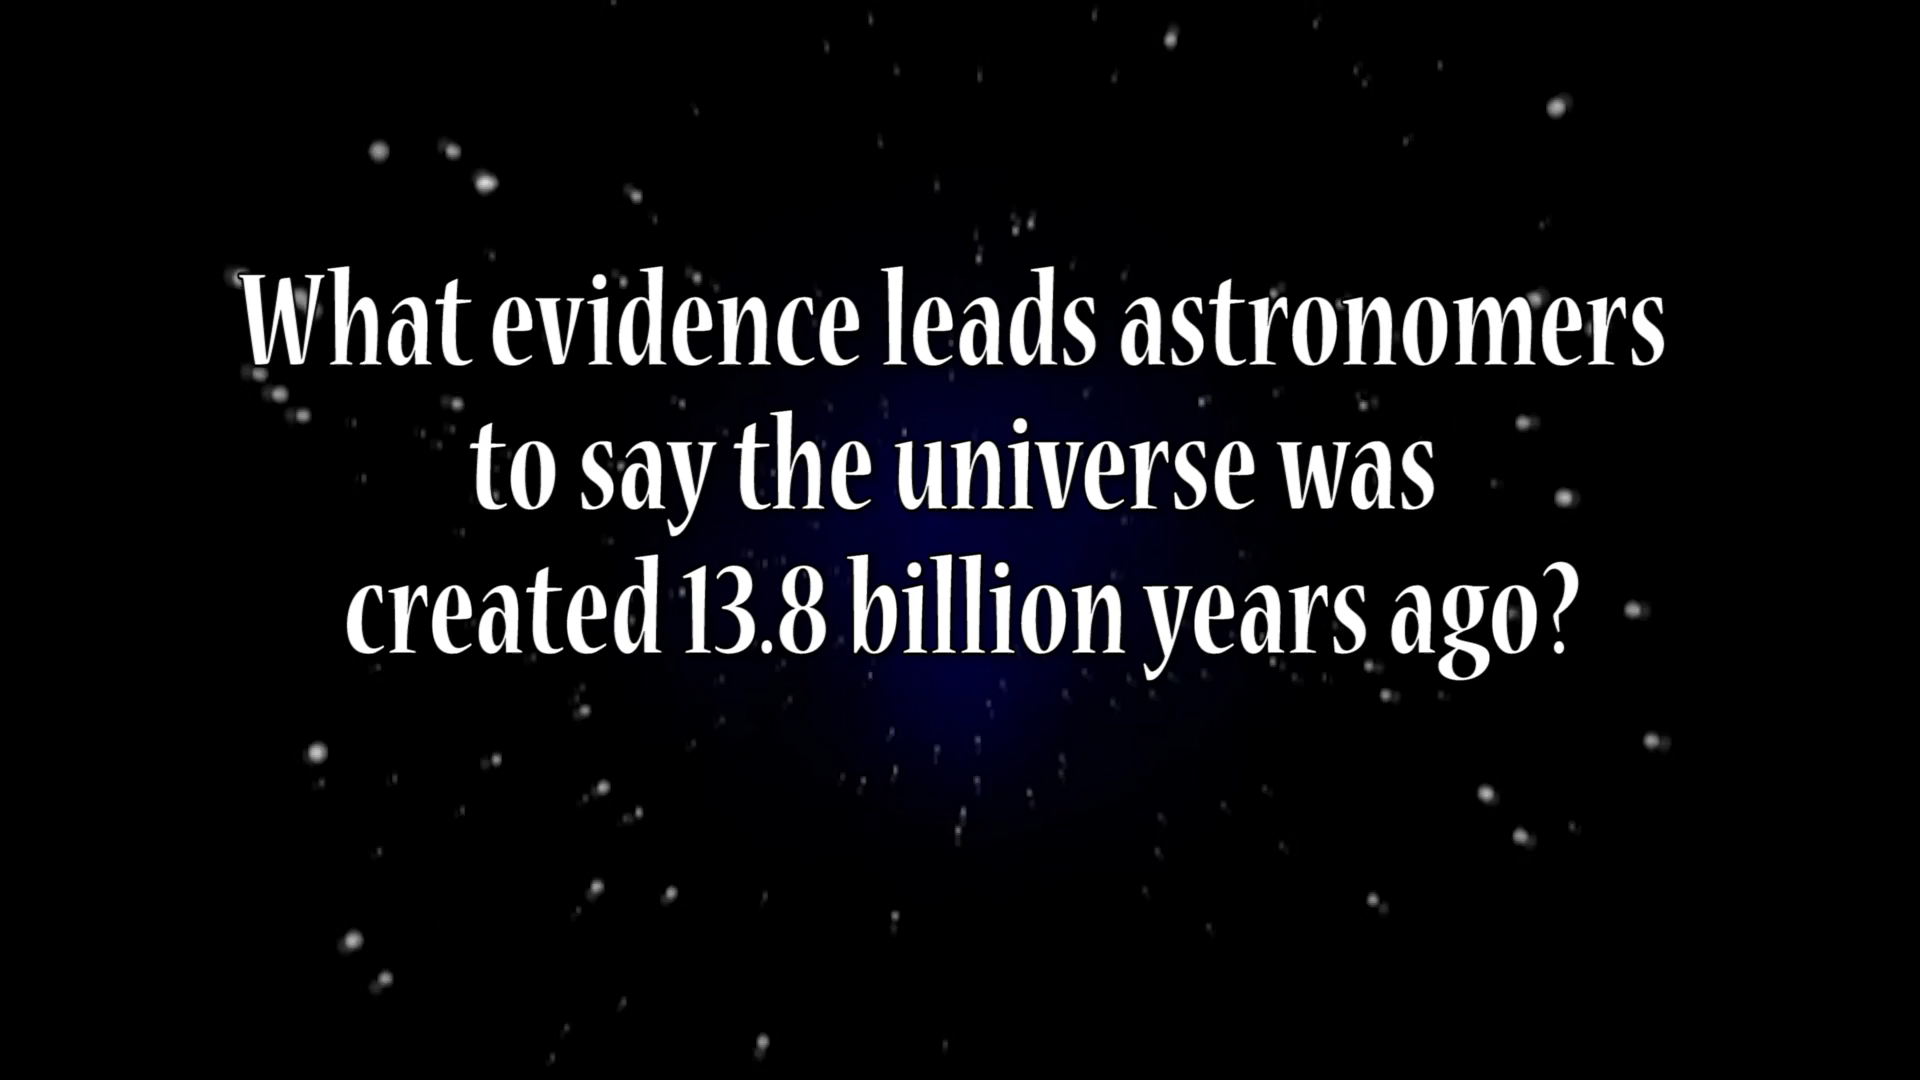 What evidence leads astronomers
to say the universe was
created 13.8 billion years ago?